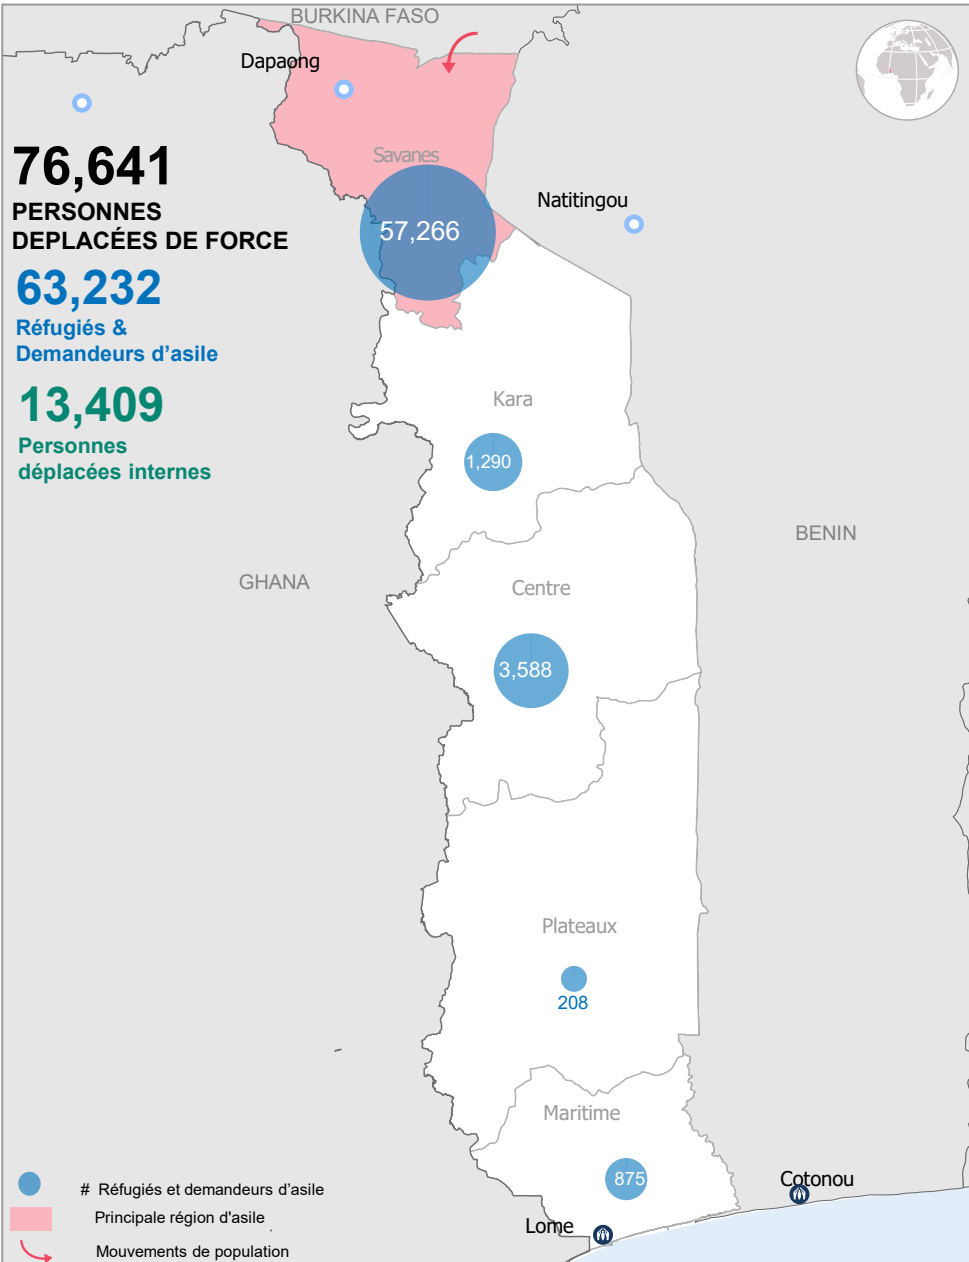 BURKINA FASO
Dapaong
76,641
PERSONNES
DEPLACÉES DE FORCE
63,232
Réfugiés &
Demandeurs d'asile
13,409
Personnes
déplacées internes
Savanes
57,266
Natitingou
Kara
1,290
BENIN
GHANA
Centre
3,588
Plateaux
208
Maritime
875
Cotonou
Lome
# Réfugiés et demandeurs d'asile
Principale région d'asile
Mouvements de population